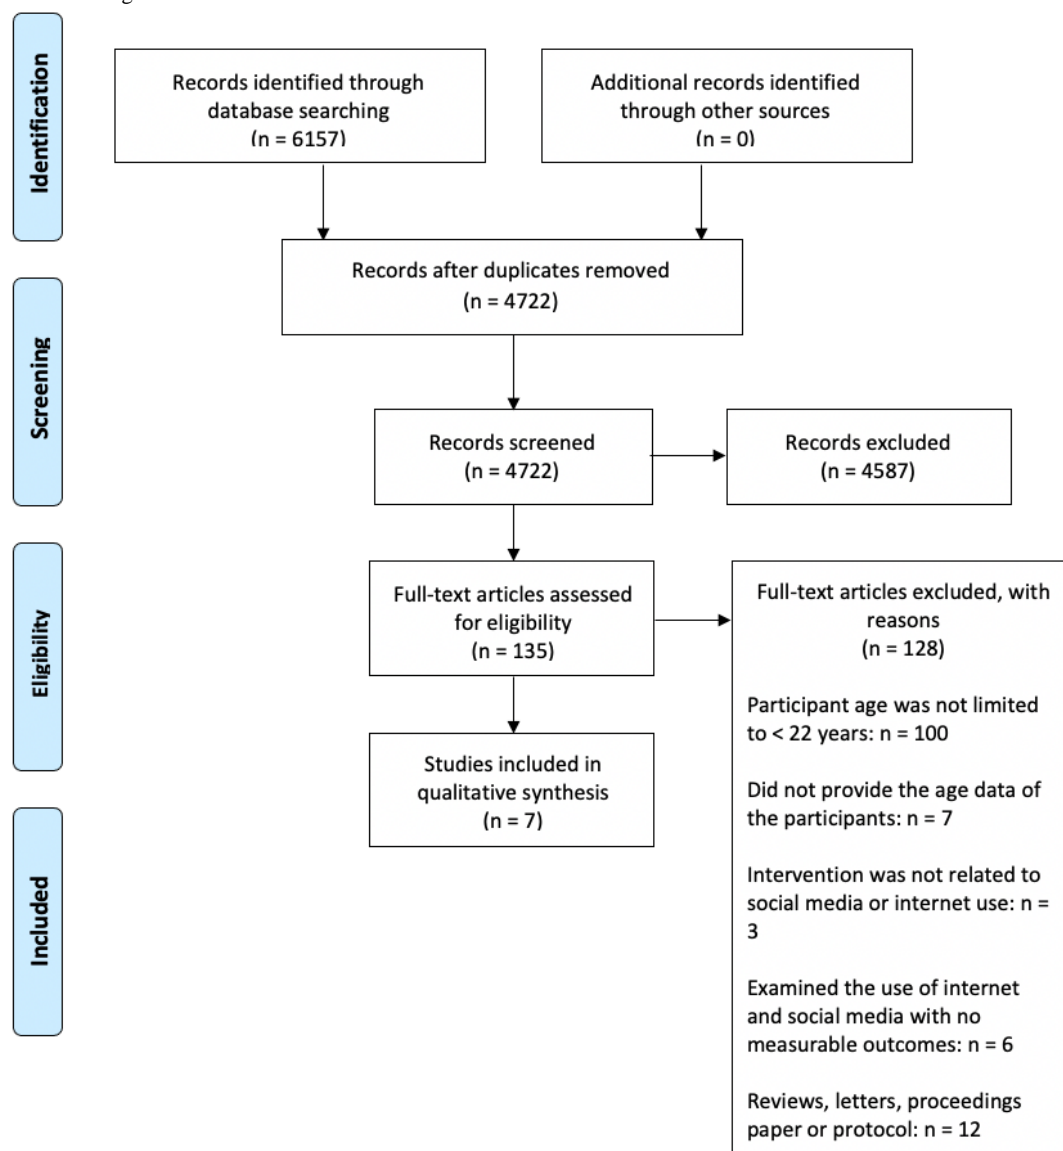 Identification
Records identified through
database searching
(n = 6157)
Additional records identified
through other sources
(n = 0)
Records after duplicates removed
(n = 4722)
Screening
Records screened
(n = 4722)
Records excluded
(n = 4587)
Eligibility
Full-text articles assessed
for eligibility
(n = 135)
Full-text articles excluded, with
reasons
(n = 128)
Participant age was not limited
to < 22 years: n = 100
Did not provide the age data of
the participants: n = 7
Intervention was not related to
social media or internet use: n =
3
Examined the use of internet
and social media with no
measurable outcomes: n = 6
Reviews, letters, proceedings
paper or protocol: n = 12
Studies included in
qualitative synthesis
(n = 7)
Included